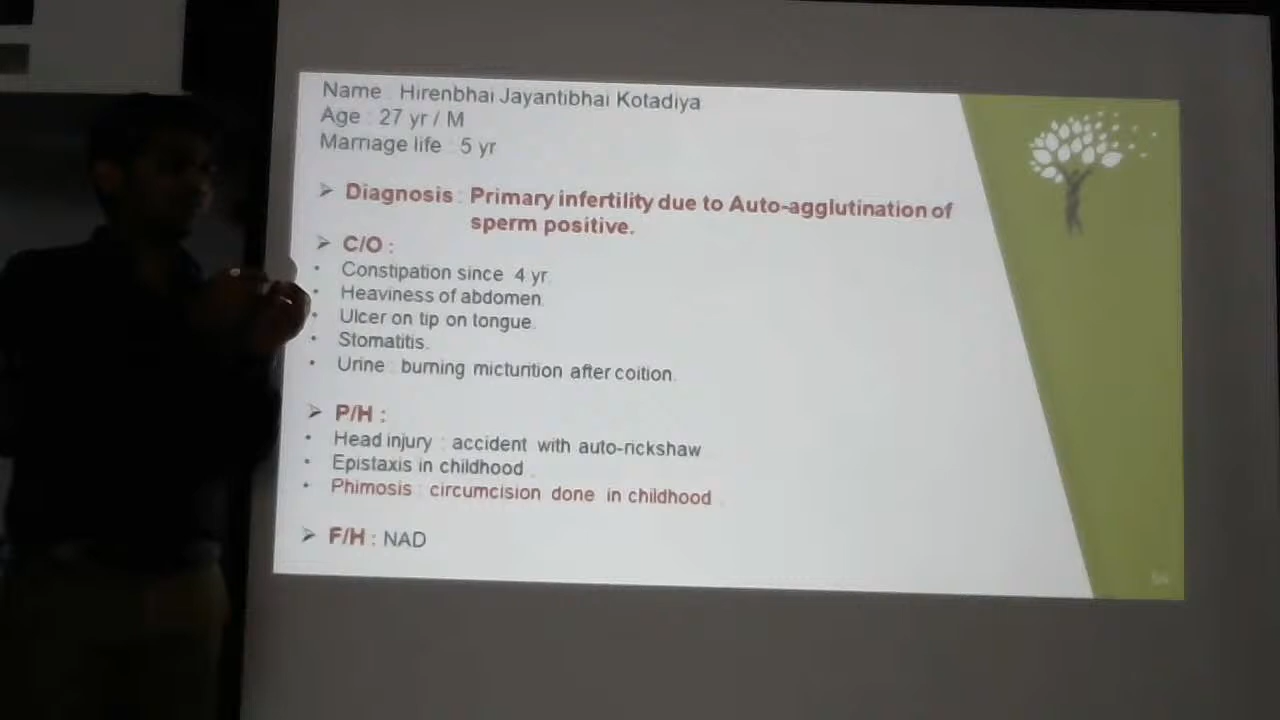 Name : Hirenbhai Jayantibhai Kotadiya
Age : 27 yr / M
Marriage life : 5 yr
➢ Diagnosis : Primary infertility due to Auto-agglutination of
sperm positive.
➢ C/O :
• Constipation since 4 yr.
• Heaviness of abdomen.
• Ulcer on tip on tongue.
• Stomatitis.
• Urine : burning micturition after coition.
➢ P/H :
• Head injury : accident with auto-rickshaw
• Epistaxis in childhood .
• Phimosis : circumcision done in childhood .
➢ F/H : NAD